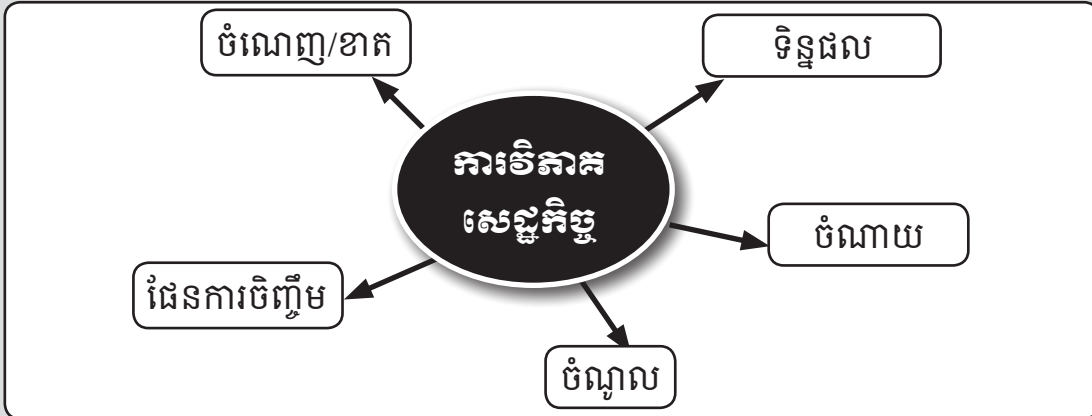 ចំណេញ/ខាត
ទិន្នផល
ការវិភាគ
សេដ្ឋកិច្ច
ចំណាយ
ផែនការចិញ្ចឹម
ចំណូល